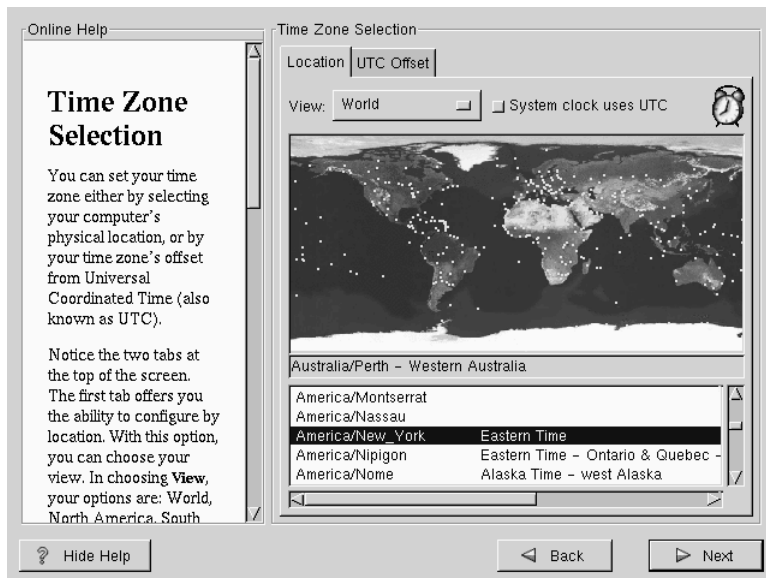 Online Help
Time Zone
Selection
You can set your time
zone either by selecting
your computer's
physical location, or by
your time zone's offset
from Universal
Coordinated Time (also
known as UTC).
Notice the two tabs at
the top of the screen.
The first tab offers you
the ability to configure by
location. With this option,
you can choose your
view. In choosing View,
your options are: World,
North America, South
Time Zone Selection
Location UTC Offset
View: World System clock uses UTC
Australia/Perth - Western Australia
America/Montserrat
America/Nassau
America/New_York Eastern Time
America/Nipigon Eastern Time - Ontario & Quebec -
America/Nome Alaska Time - west Alaska
Hide Help Back Next